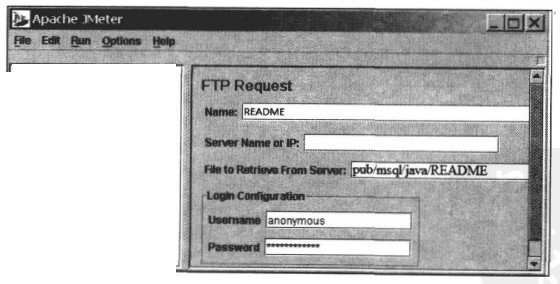 Apache JMeter
File Edit Run Options Help
FTP Request
Name: README
Server Name or IP:
File to Retrieve From Server: pub/msql/java/README
Login Configuration
Username anonymous
Password ************